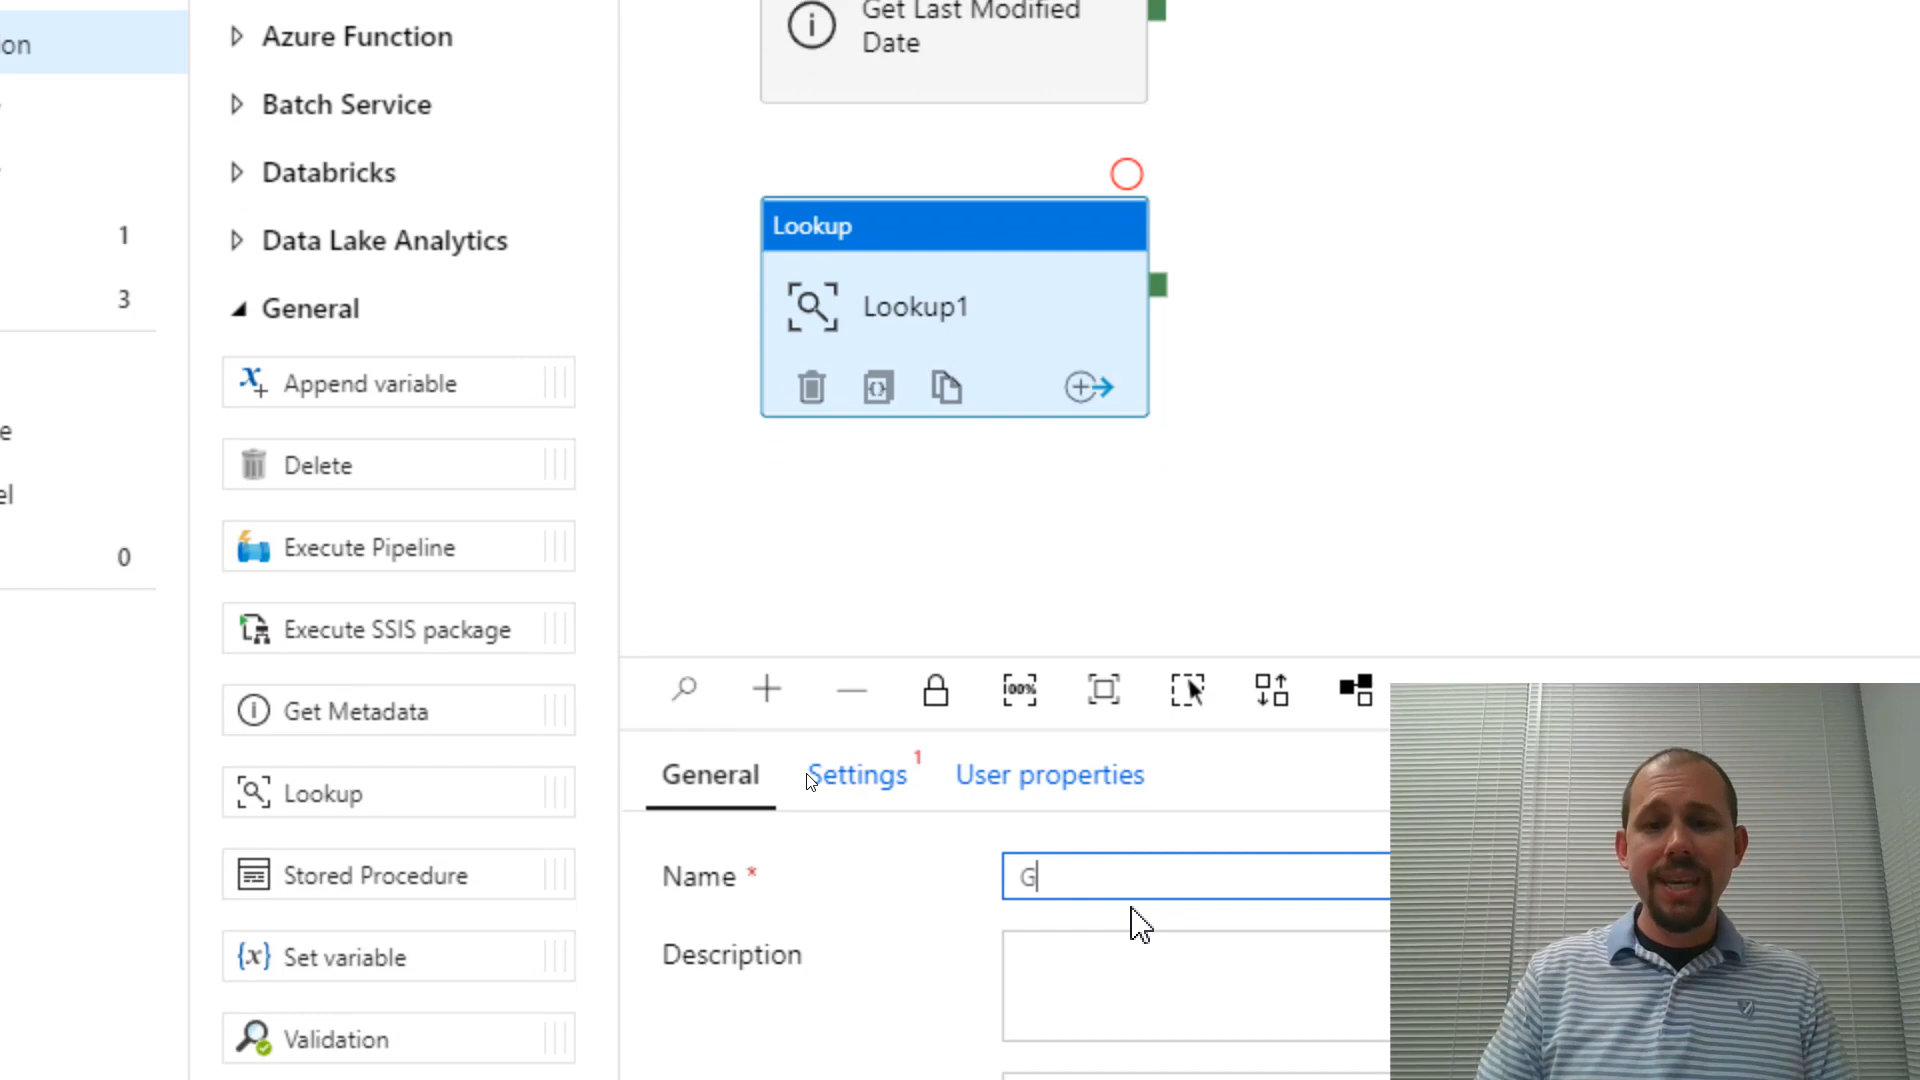 on
1
3
e
el
0
Azure Function
Batch Service
Databricks
Data Lake Analytics
General
Append variable
Delete
Execute Pipeline
Execute SSIS package
Get Metadata
Lookup
Stored Procedure
Set variable
Validation
Get Last Modified
Date
Lookup
Lookup1
100%
General
Settings 1
User properties
Name *
G
Description